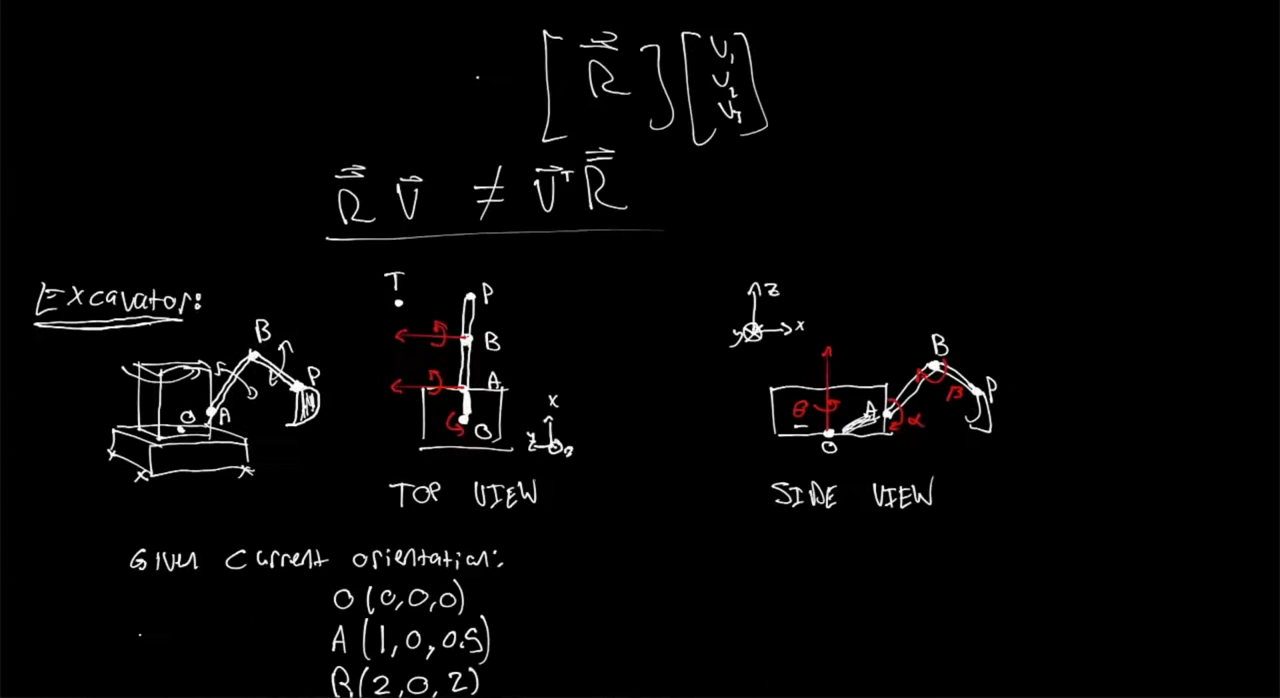 [R⃗] [V₁
V₂
V₃]
R⃗ V⃗ ≠ V⃗ᵀ R⃗
Excavator:
B
P
A
O
T
P
B
A
O
x
y
z
TOP VIEW
z
x
y
B
P
A
θ
α
β
O
SIDE VIEW
Given current orientation:
O (0,0,0)
A (1,0,0.5)
B (2,0,2)